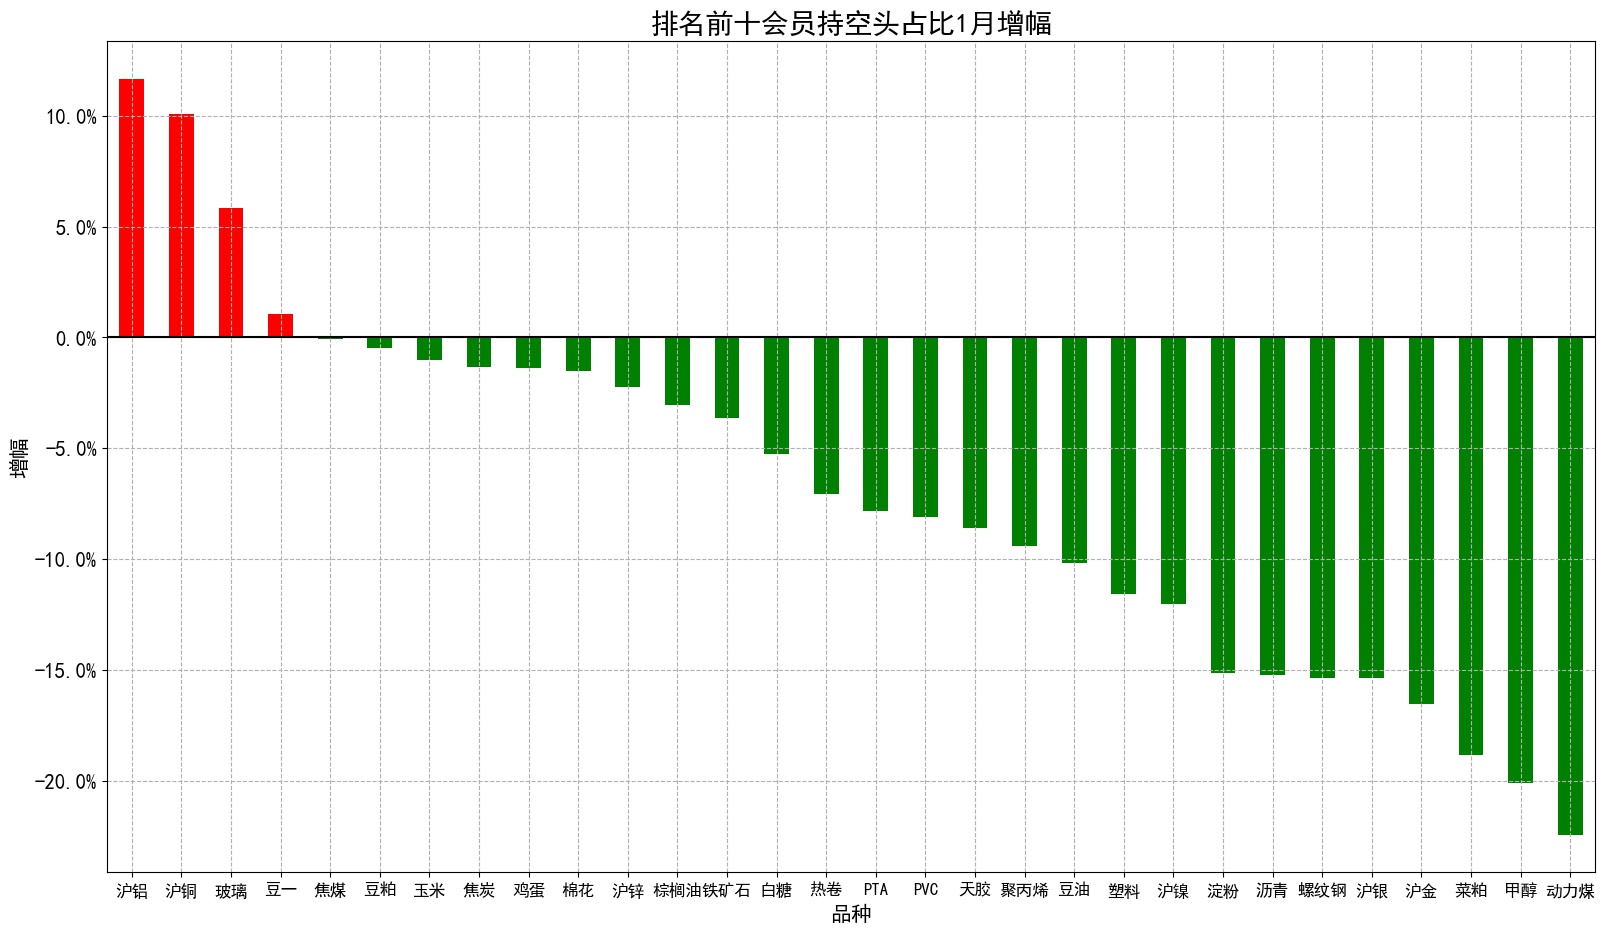 排名前十会员持空头占比1月增幅
增幅
10.0%
5.0%
0.0%
−5.0%
−10.0%
−15.0%
−20.0%
沪铝 沪铜 玻璃 豆一 焦煤 豆粕 玉米 焦炭 鸡蛋 棉花 沪锌 棕榈油 铁矿石 白糖 热卷 PTA PVC 天胶 聚丙烯 豆油 塑料 沪镍 淀粉 沥青 螺纹钢 沪银 沪金 菜粕 甲醇 动力煤
品种